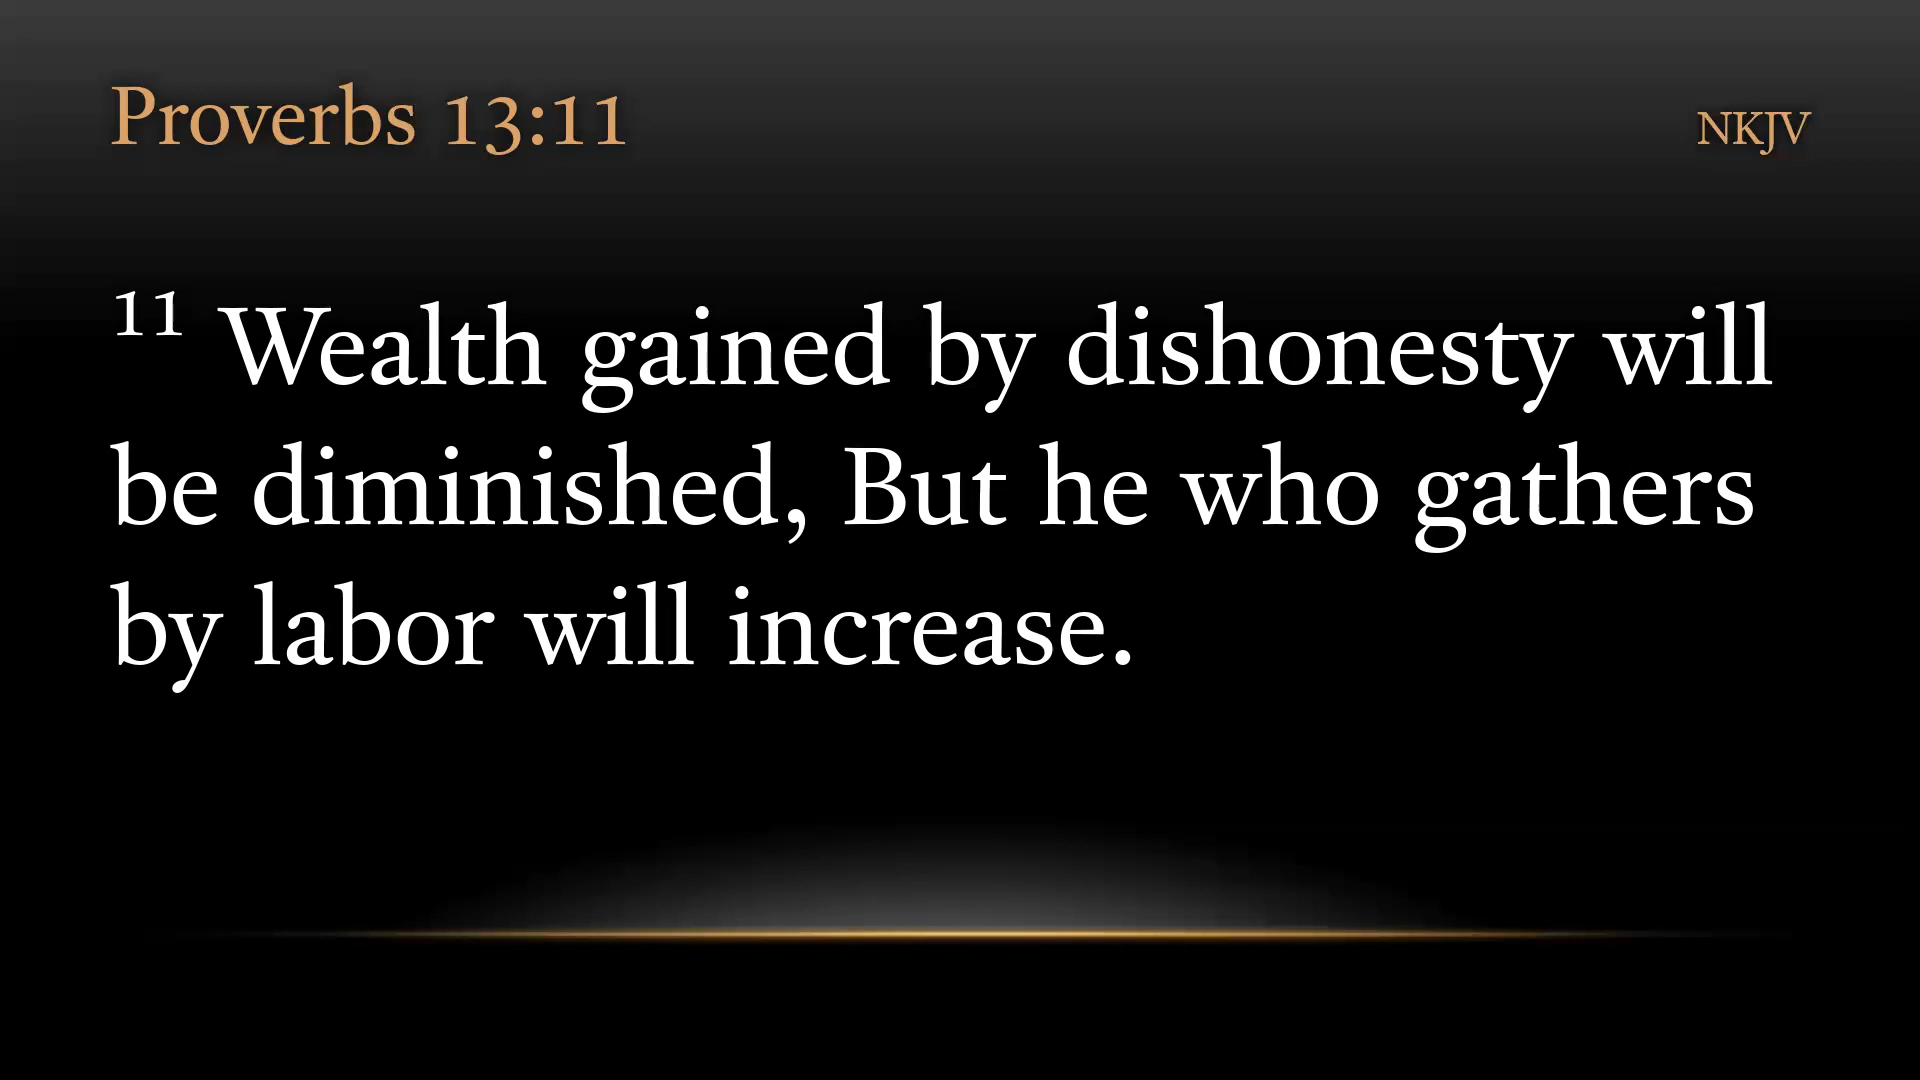 Proverbs 13:11
NKJV
11 Wealth gained by dishonesty will
be diminished, But he who gathers
by labor will increase.